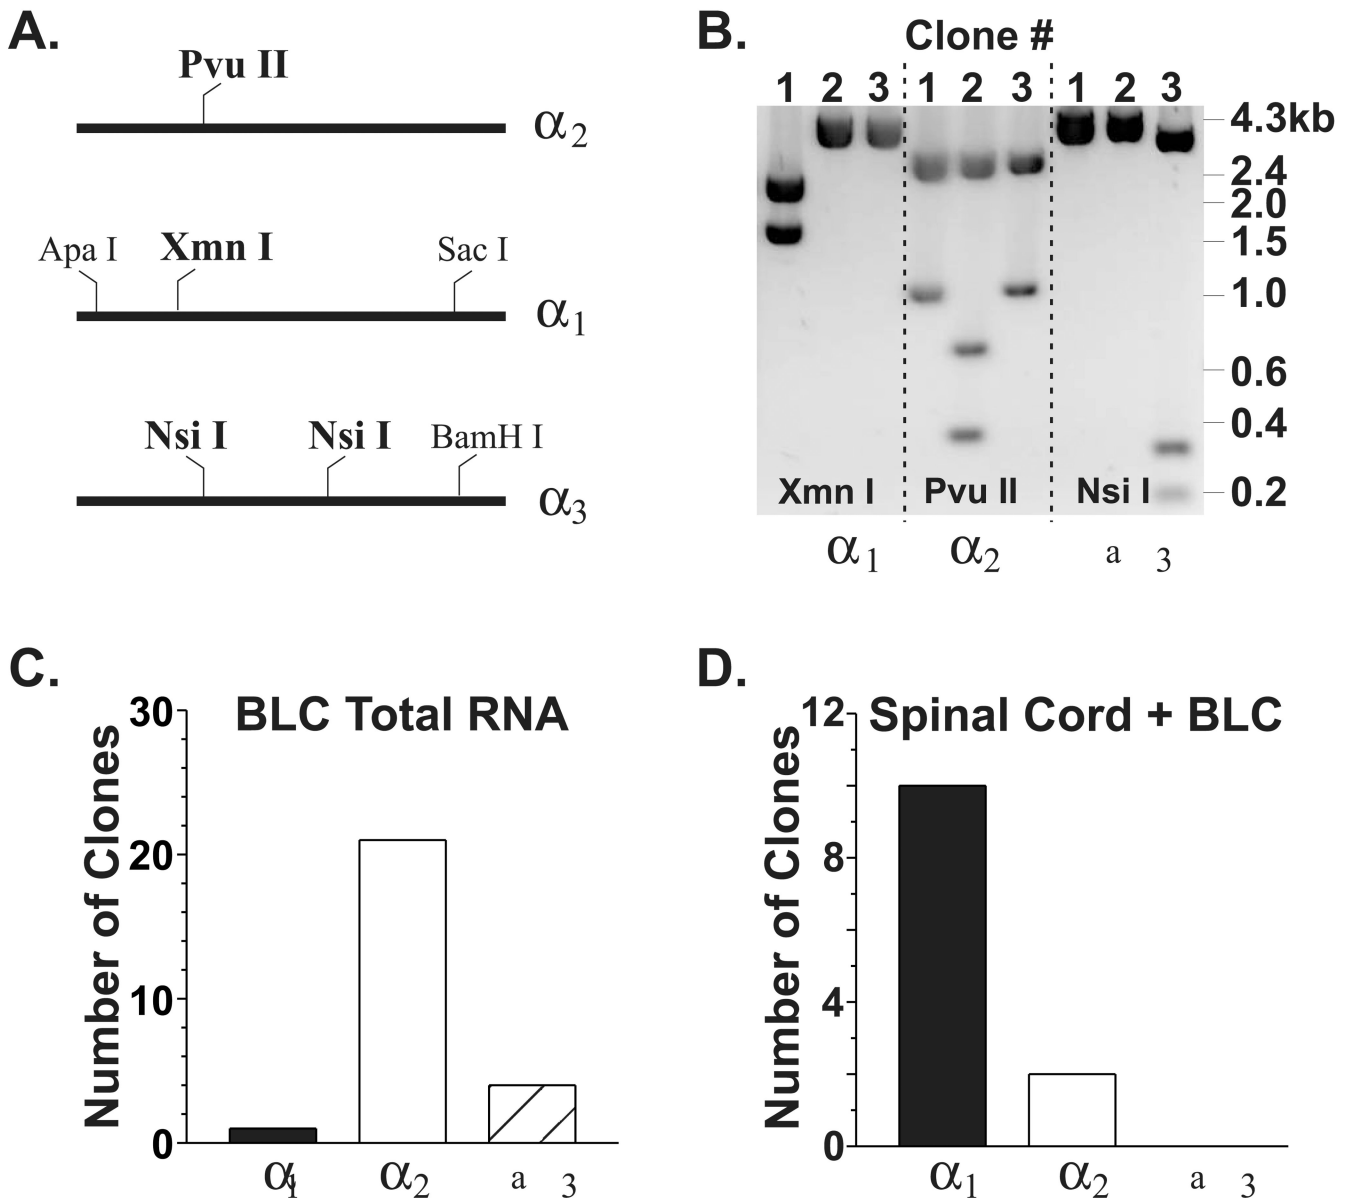 A.
Pvu II
α2
Apa I Xmn I Sac I
α1
Nsi I Nsi I BamH I
α3
B. Clone #
1 2 3 1 2 3 1 2 3
4.3kb
2.4
2.0
1.5
1.0
0.6
0.4
0.2
Xmn I Pvu II Nsi I
α1 α2 a 3
C.
BLC Total RNA
Number of Clones
30
20
10
0
α1 α2 a 3
D.
Spinal Cord + BLC
Number of Clones
12
8
4
0
α1 α2 a 3